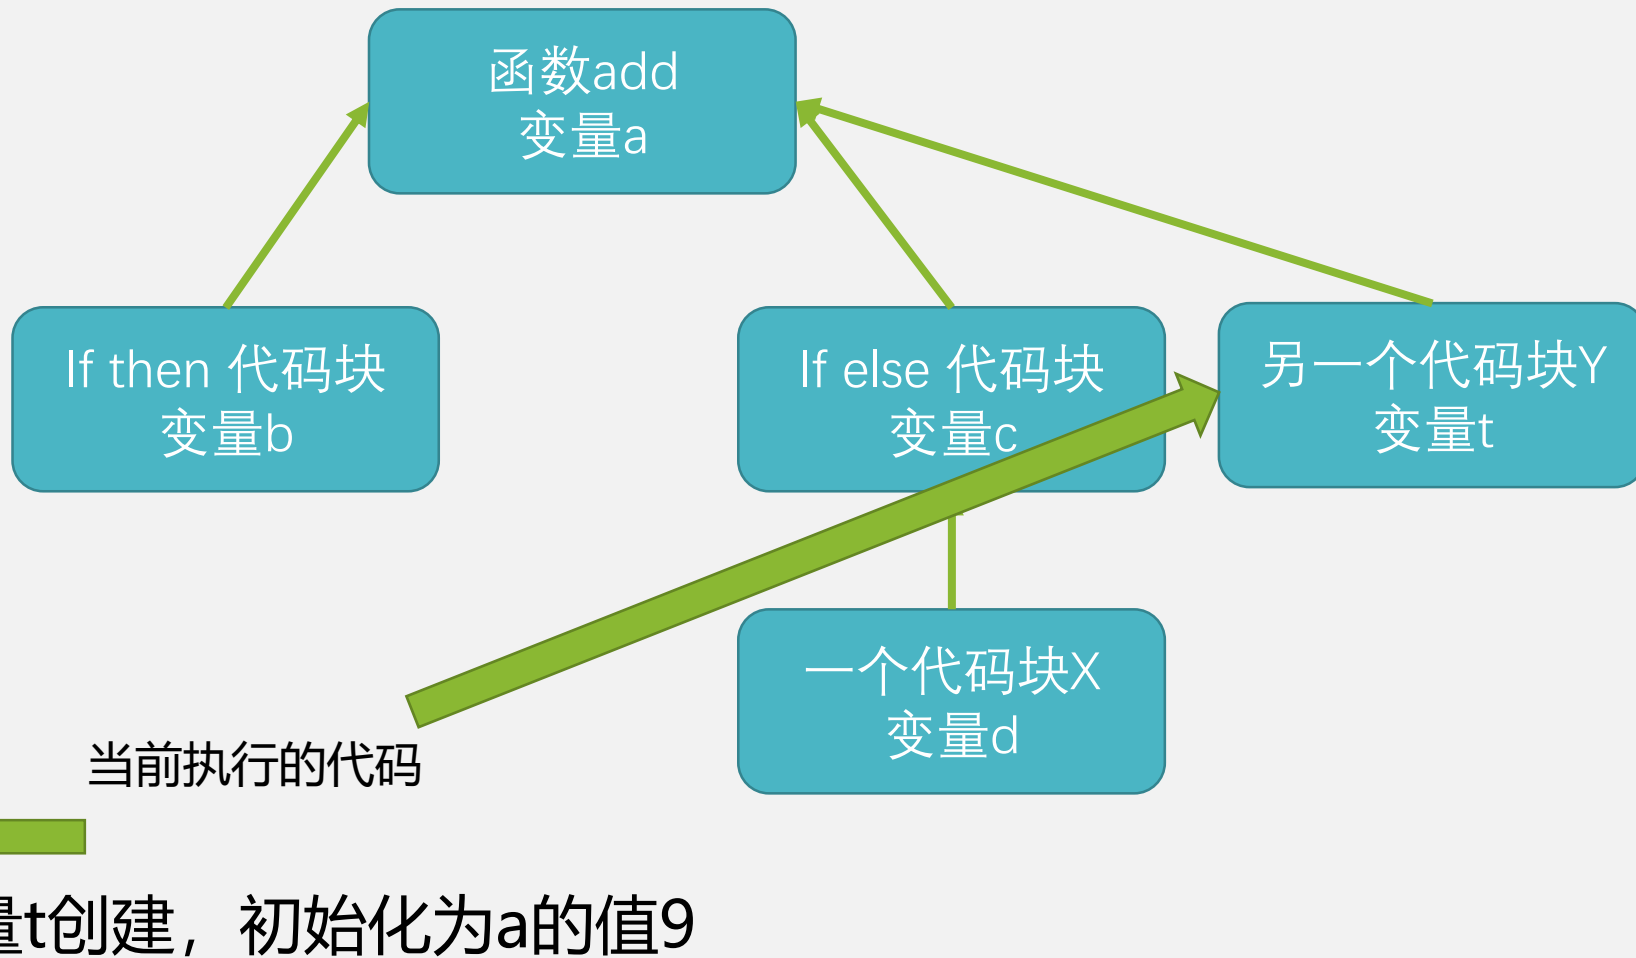 函数add
变量a
If then 代码块
变量b
If else 代码块
变量c
另一个代码块Y
变量t
一个代码块X
变量d
当前执行的代码
量t创建，初始化为a的值9